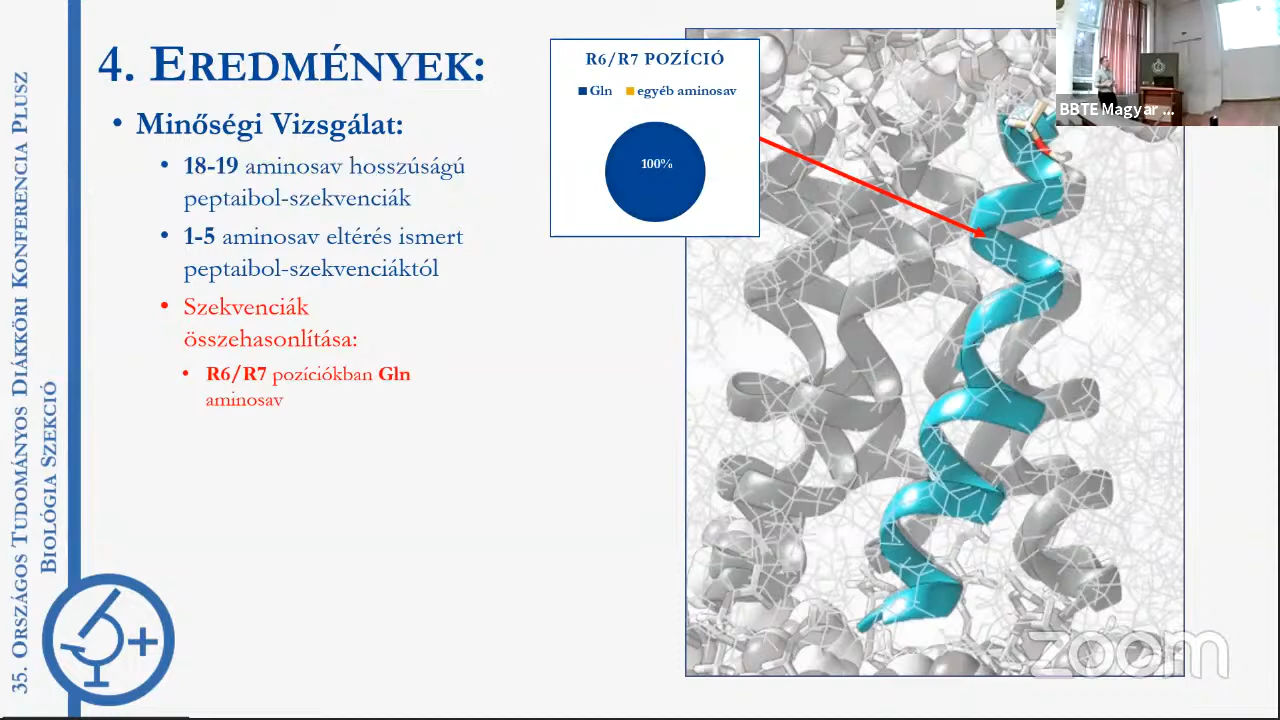 35. Országos Tudományos Diákköri Konferencia Plusz
Biológia Szekció
4. Eredmények:
• Minőségi Vizsgálat:
• 18-19 aminosav hosszúságú
peptaibol-szekvenciák
• 1-5 aminosav eltérés ismert
peptaibol-szekvenciáktól
• Szekvenciák
összehasonlítása:
• R6/R7 pozíciókban Gln
aminosav
R6/R7 POZÍCIÓ
Gln egyéb aminosav
100%
BBTE Magyar ...
zoom